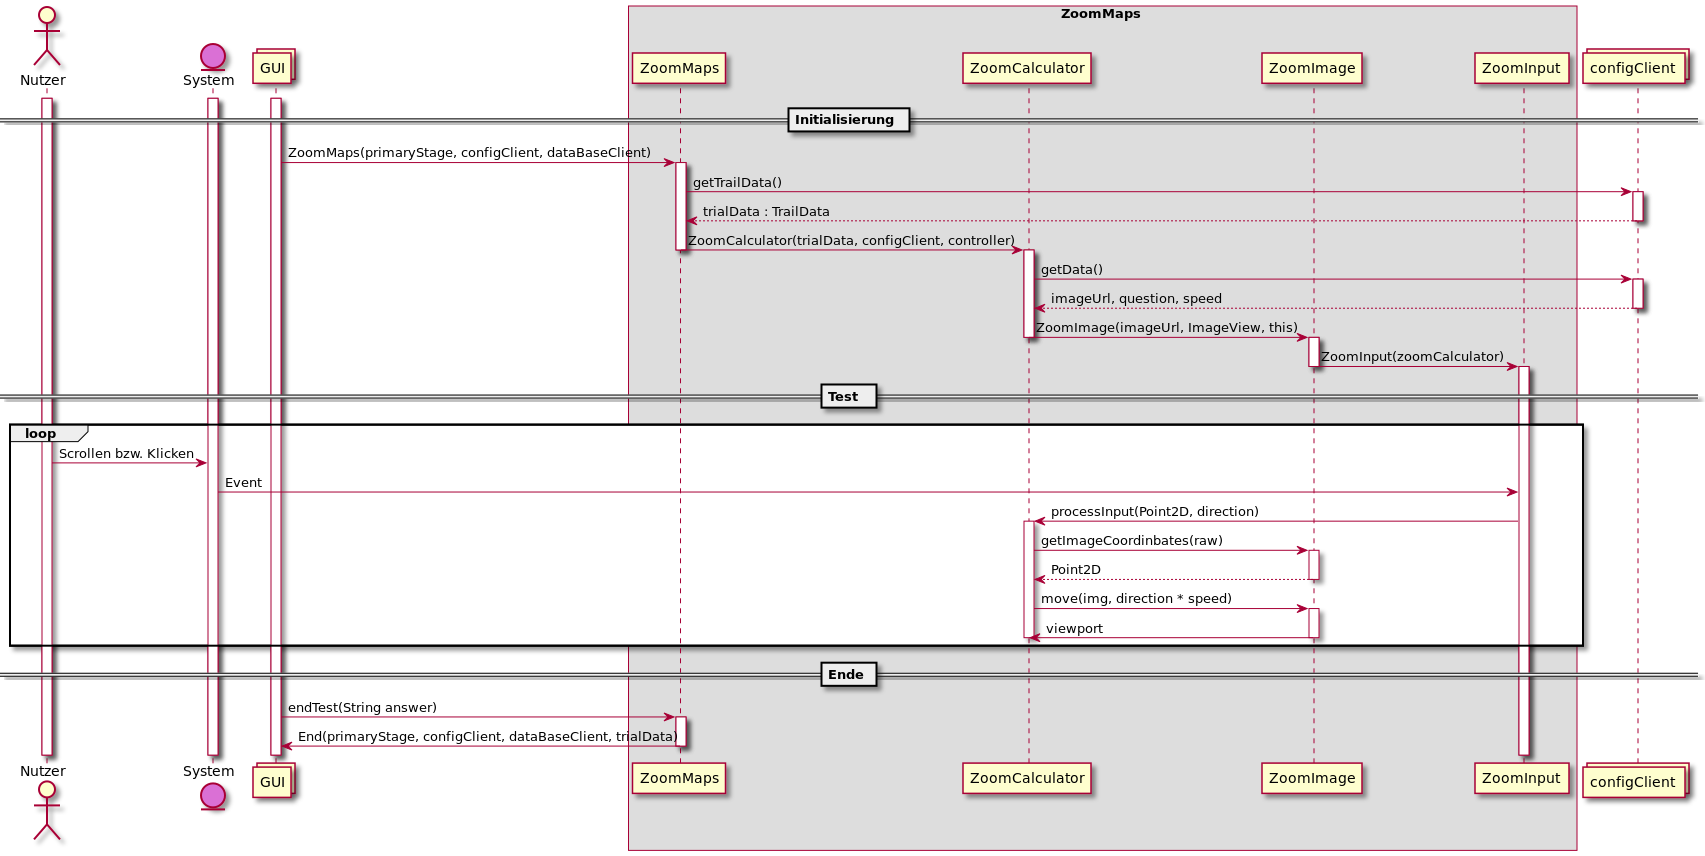 ZoomMaps
Nutzer
System
GUI
ZoomMaps
ZoomCalculator
ZoomImage
ZoomInput
configClient
Initialisierung
ZoomMaps(primaryStage, configClient, dataBaseClient)
getTrailData()
trialData : TrailData
ZoomCalculator(trialData, configClient, controller)
getData()
imageUrl, question, speed
ZoomImage(imageUrl, ImageView, this)
ZoomInput(zoomCalculator)
Test
loop
Scrollen bzw. Klicken
Event
processInput(Point2D, direction)
getImageCoordinbates(raw)
Point2D
move(img, direction * speed)
viewport
Ende
endTest(String answer)
End(primaryStage, configClient, dataBaseClient, trialData)
Nutzer
System
GUI
ZoomMaps
ZoomCalculator
ZoomImage
ZoomInput
configClient